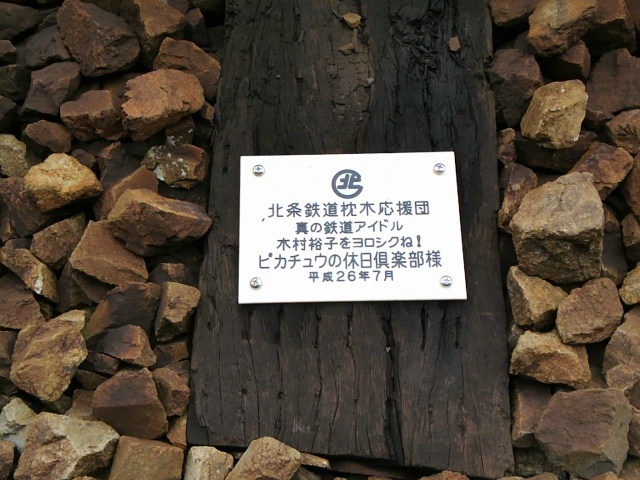 北
北条鉄道枕木応援団
真の鉄道アイドル
木村裕子をヨロシクね!
ピカチュウの休日倶楽部様
平成26年7月